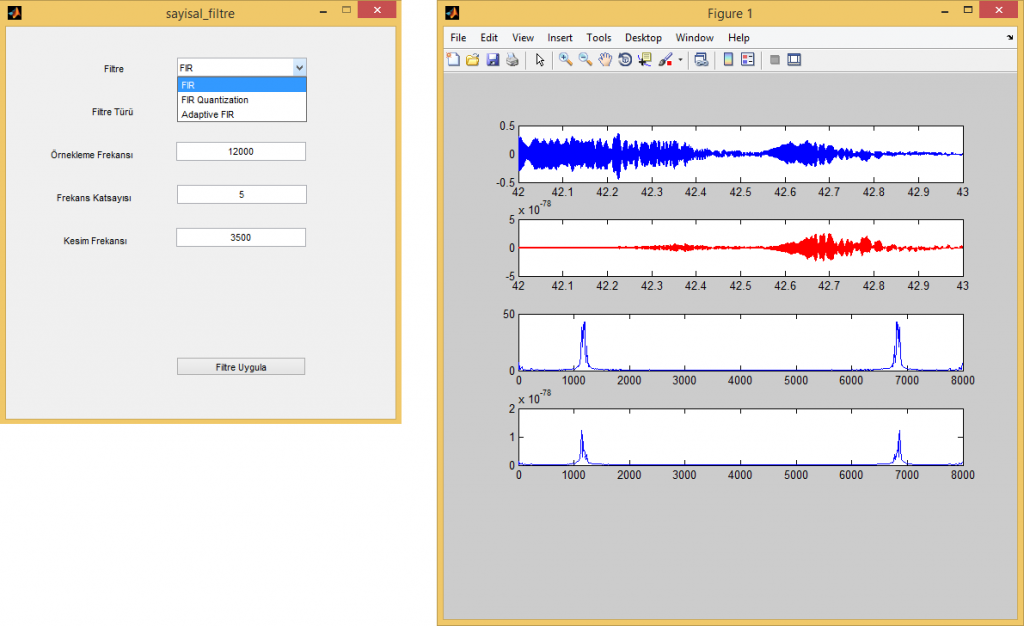 sayisal_filtre
Filtre
FIR
FIR
FIR Quantization
Adaptive FIR
Filtre Türü
Örnekleme Frekansı
12000
Frekans Katsayısı
5
Kesim Frekansı
3500
Filtre Uygula
Figure 1
File Edit View Insert Tools Desktop Window Help
0.5
0
-0.5
42 42.1 42.2 42.3 42.4 42.5 42.6 42.7 42.8 42.9 43
x 10^-78
5
0
-5
42 42.1 42.2 42.3 42.4 42.5 42.6 42.7 42.8 42.9 43
50
0
0 1000 2000 3000 4000 5000 6000 7000 8000
x 10^-78
2
1
0
0 1000 2000 3000 4000 5000 6000 7000 8000